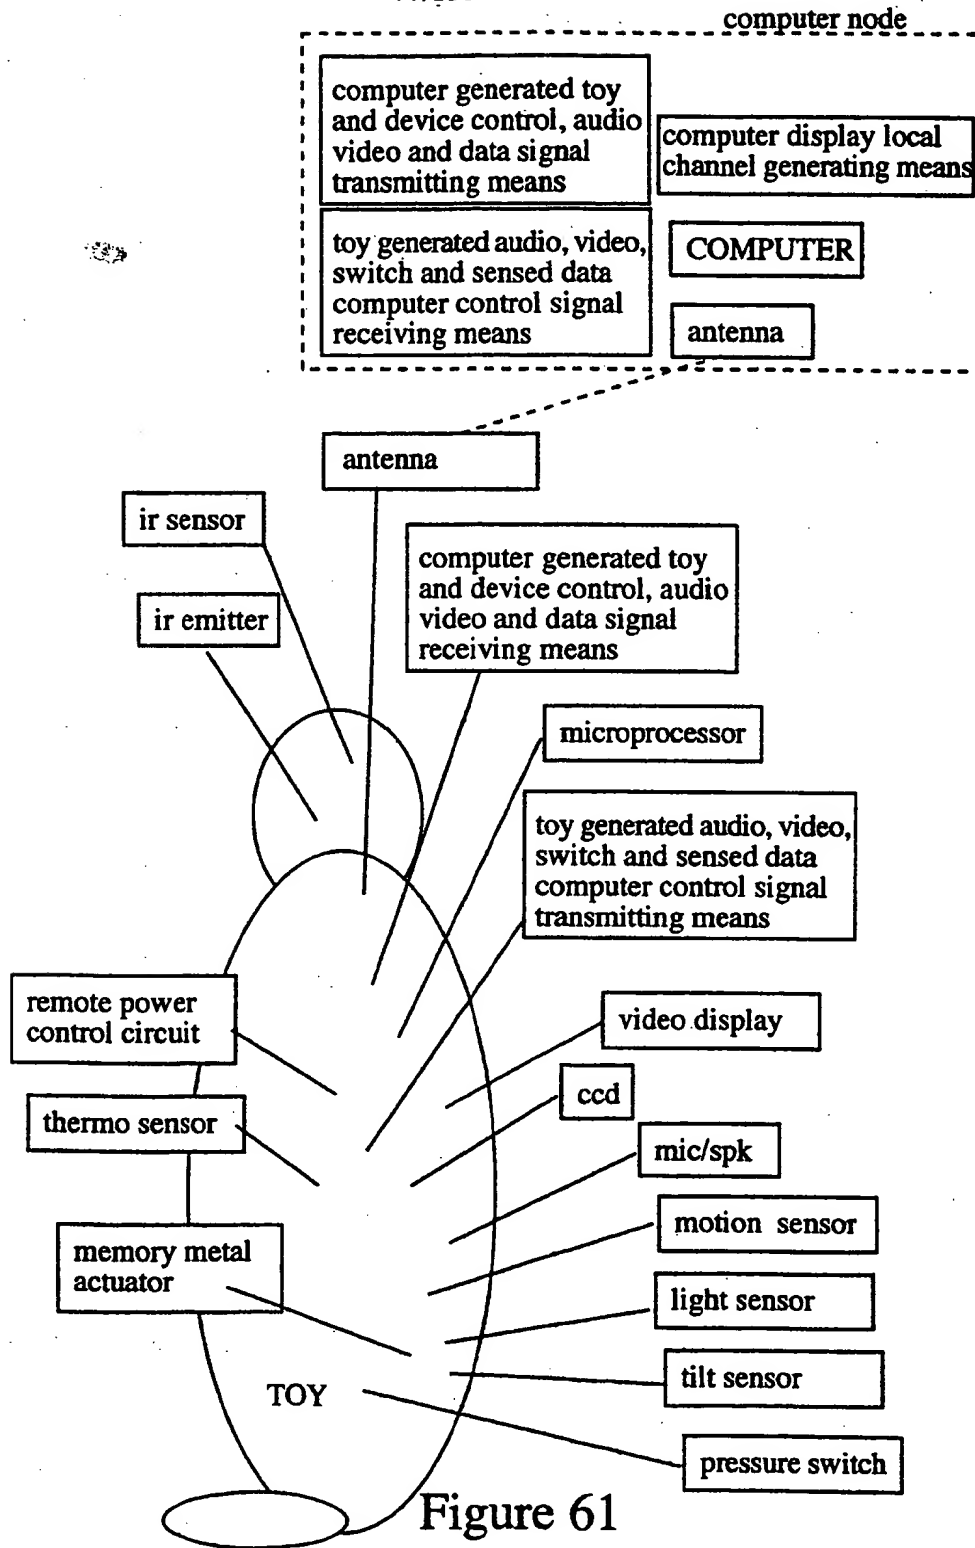 computer node
computer generated toy
and device control, audio
video and data signal
transmitting means
computer display local
channel generating means
toy generated audio, video,
switch and sensed data
computer control signal
receiving means
COMPUTER
antenna
antenna
ir sensor
computer generated toy
and device control, audio
video and data signal
receiving means
ir emitter
microprocessor
toy generated audio, video,
switch and sensed data
computer control signal
transmitting means
remote power
control circuit
video display
ccd
thermo sensor
mic/spk
motion sensor
memory metal
actuator
light sensor
tilt sensor
TOY
pressure switch
Figure 61